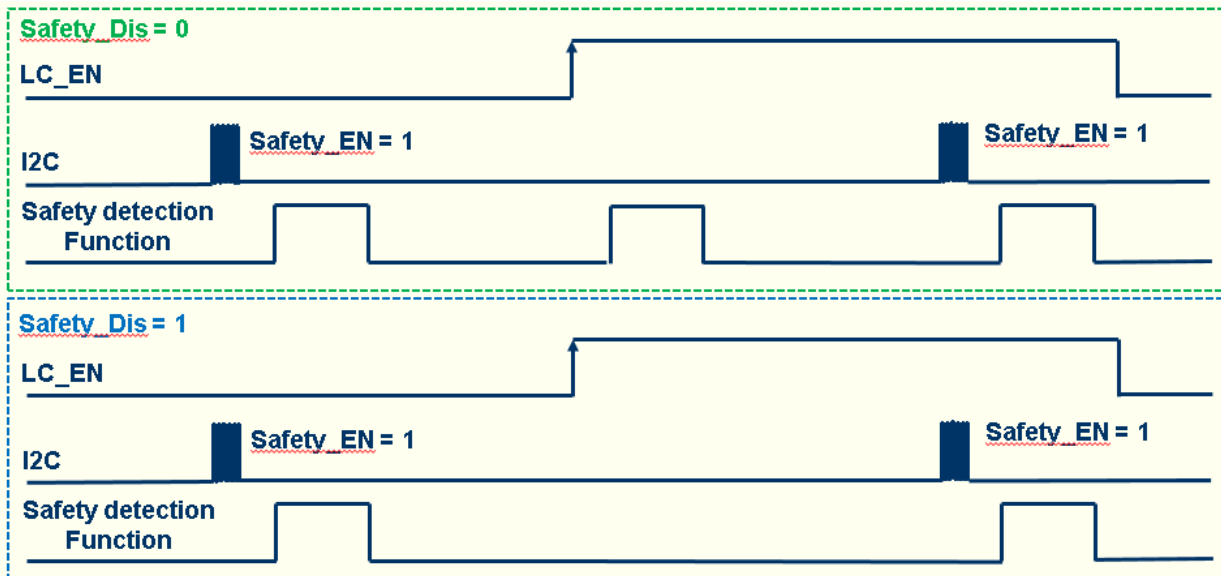 Safety_Dis = 0
LC_EN
Safety_EN = 1
Safety_EN = 1
I2C
Safety detection
Function
Safety_Dis = 1
LC_EN
Safety_EN = 1
Safety_EN = 1
I2C
Safety detection
Function